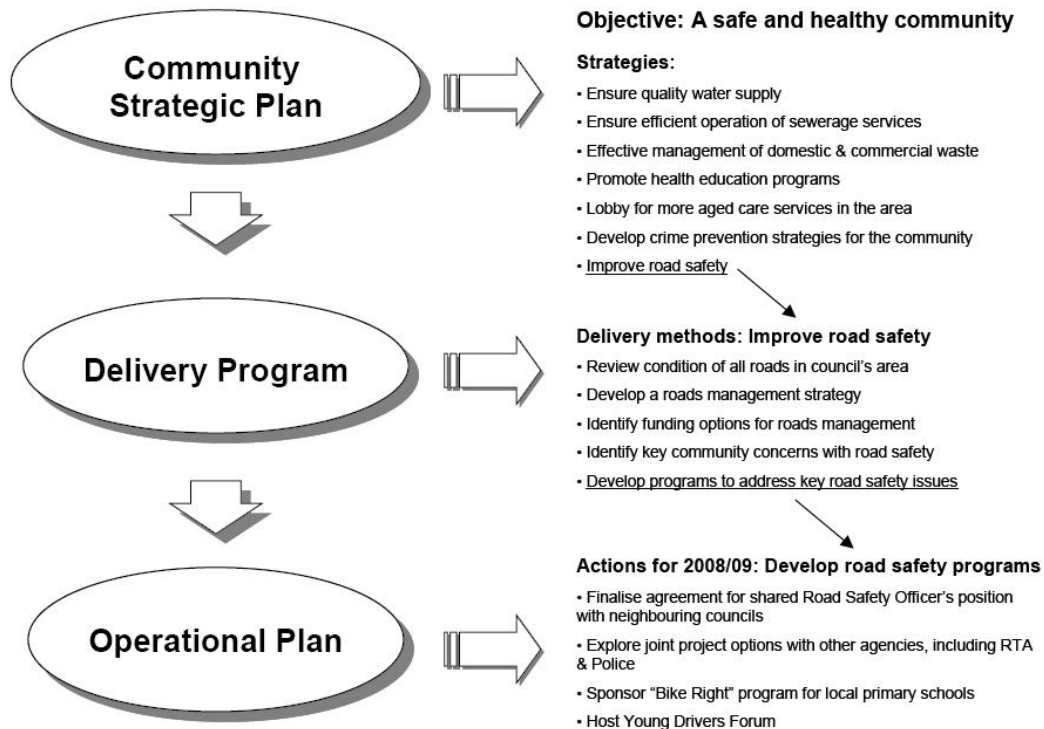 Community
Strategic Plan
Objective: A safe and healthy community
Strategies:
• Ensure quality water supply
• Ensure efficient operation of sewerage services
• Effective management of domestic & commercial waste
• Promote health education programs
• Lobby for more aged care services in the area
• Develop crime prevention strategies for the community
• Improve road safety
Delivery Program
Delivery methods: Improve road safety
• Review condition of all roads in council's area
• Develop a roads management strategy
• Identify funding options for roads management
• Identify key community concerns with road safety
• Develop programs to address key road safety issues
Operational Plan
Actions for 2008/09: Develop road safety programs
• Finalise agreement for shared Road Safety Officer's position
with neighbouring councils
• Explore joint project options with other agencies, including RTA
& Police
• Sponsor “Bike Right” program for local primary schools
• Host Young Drivers Forum